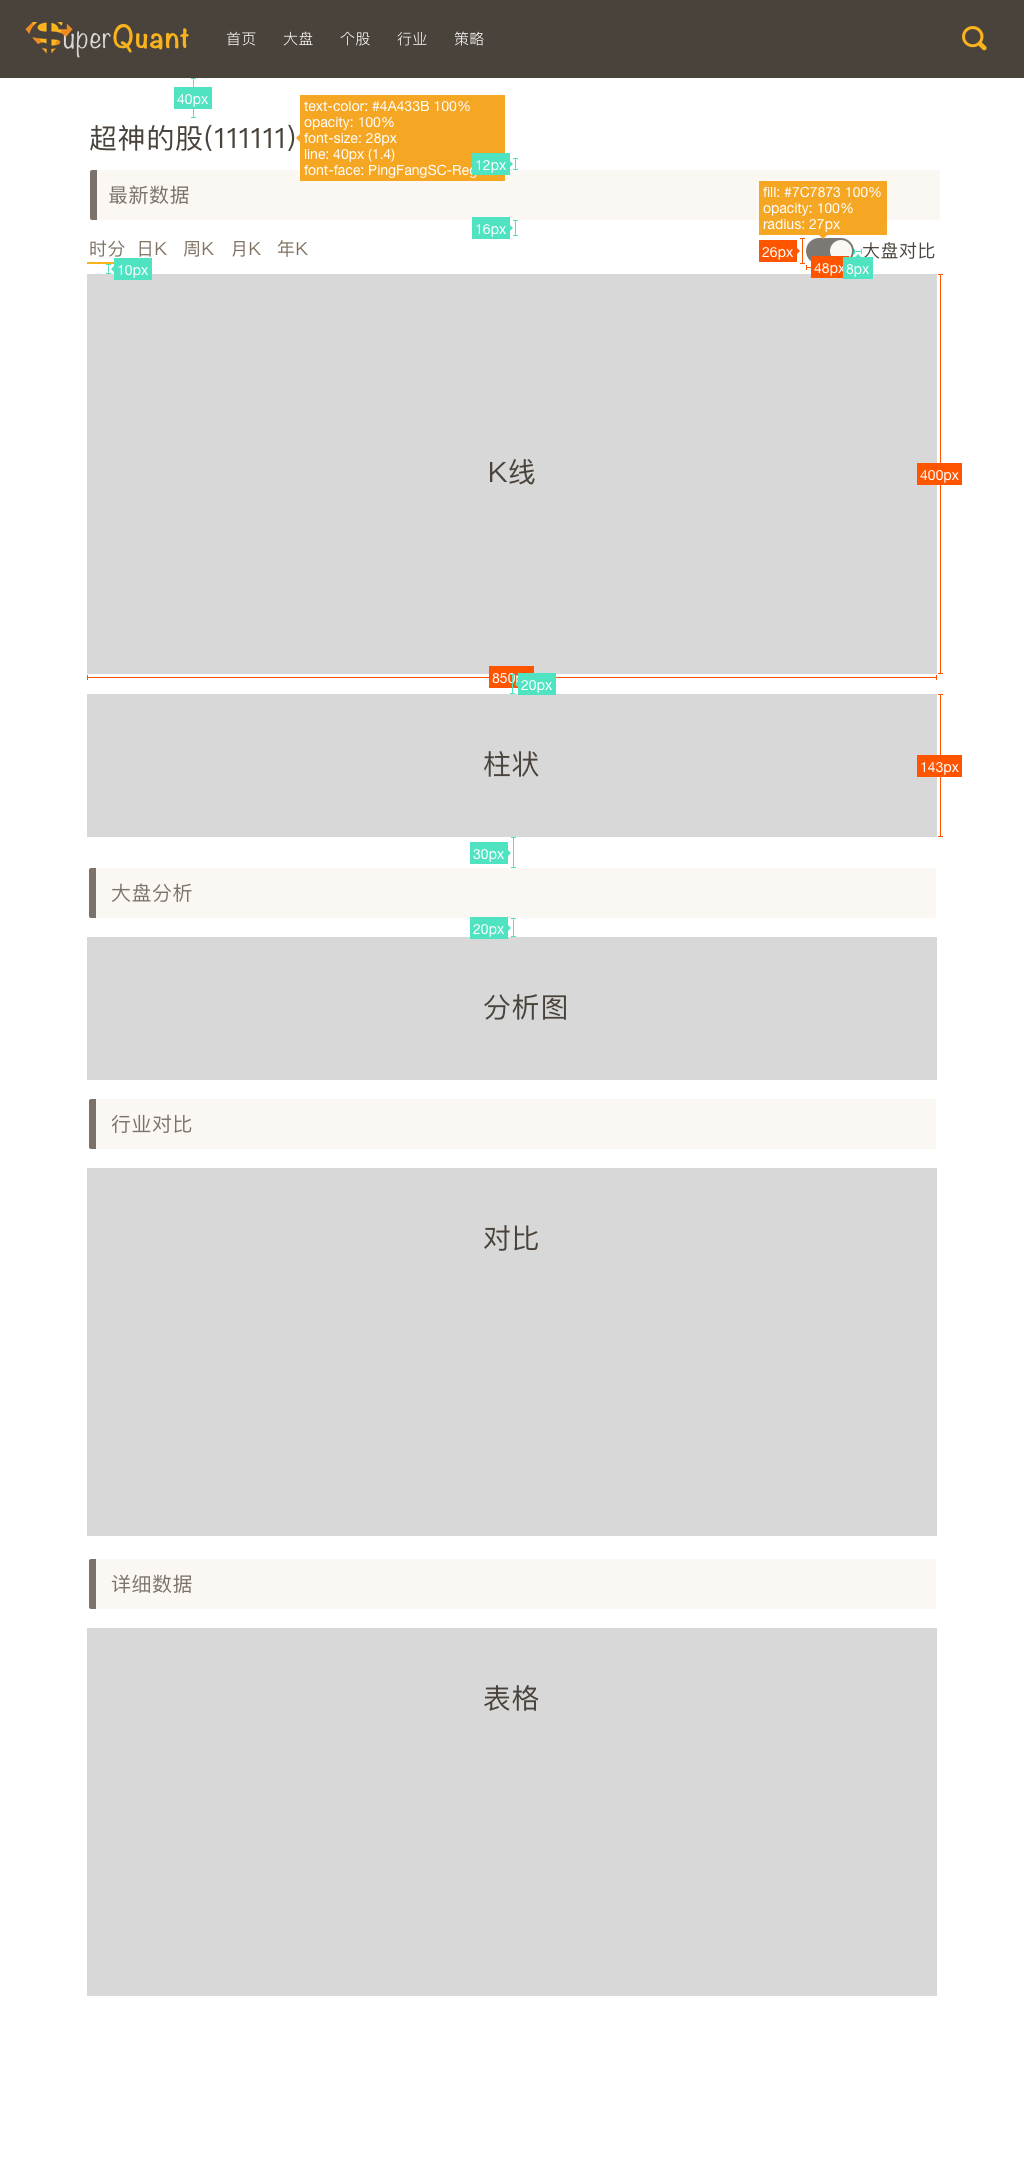 SuperQuant 首页 大盘 个股 行业 策略
40px
超神的股(111111)
text-color: #4A433B 100%
opacity: 100%
font-size: 28px
line: 40px (1.4)
font-face: PingFangSC-Reg
12px
最新数据
fill: #7C7873 100%
opacity: 100%
radius: 27px
16px
时分 日K 周K 月K 年K
26px
大盘对比
48px
8px
10px
K线
400px
850p
20px
柱状
143px
30px
大盘分析
20px
分析图
行业对比
对比
详细数据
表格